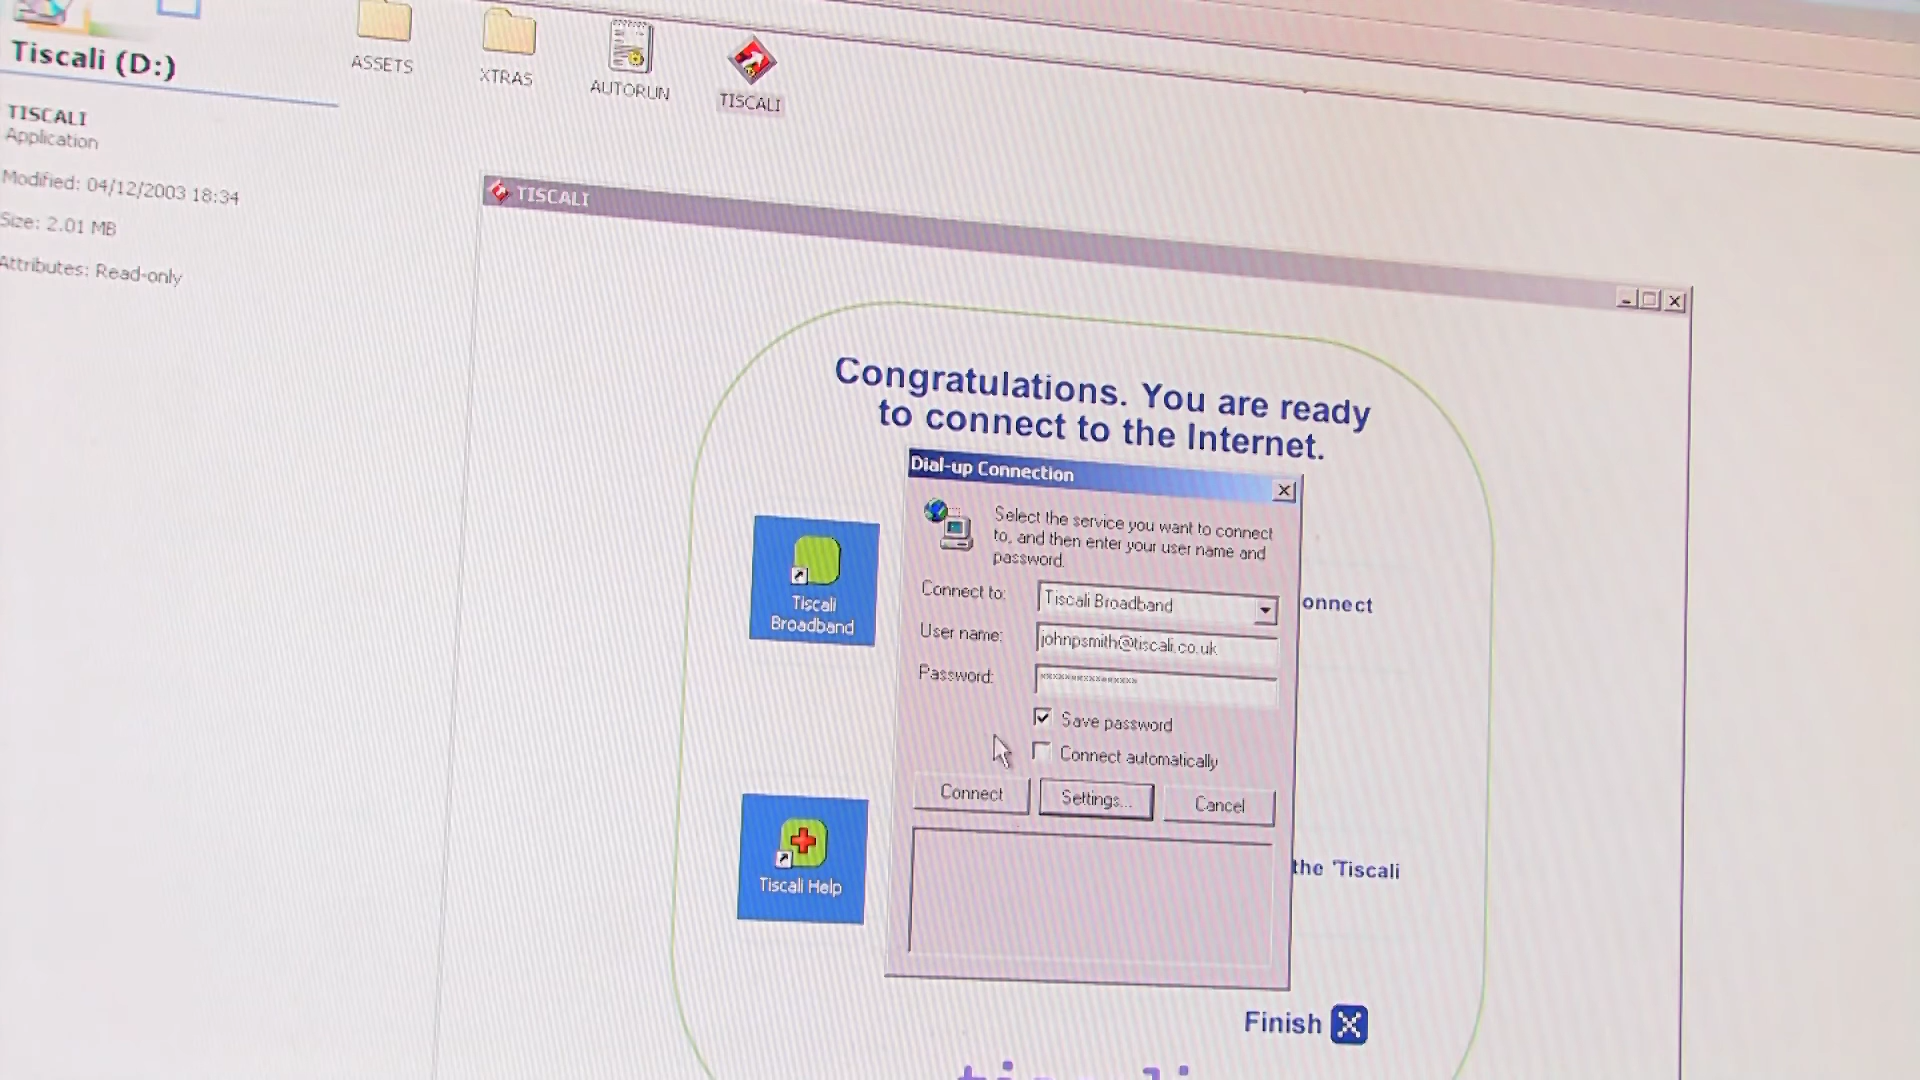 Tiscali (D:)
TISCALI
Application
Modified: 04/12/2003 18:34
Size: 2.01 MB
Attributes: Read-only
ASSETS
XTRAS
AUTORUN
TISCALI
TISCALI
Congratulations. You are ready
to connect to the Internet.
Tiscali
Broadband
Tiscali Help
Dial-up Connection
Select the service you want to connect
to, and then enter your user name and
password.
Connect to:
Tiscali Broadband
User name:
johnpsmith@tiscali.co.uk
Password:
Save password
Connect automatically
Connect
Settings...
Cancel
onnect
the 'Tiscali
Finish